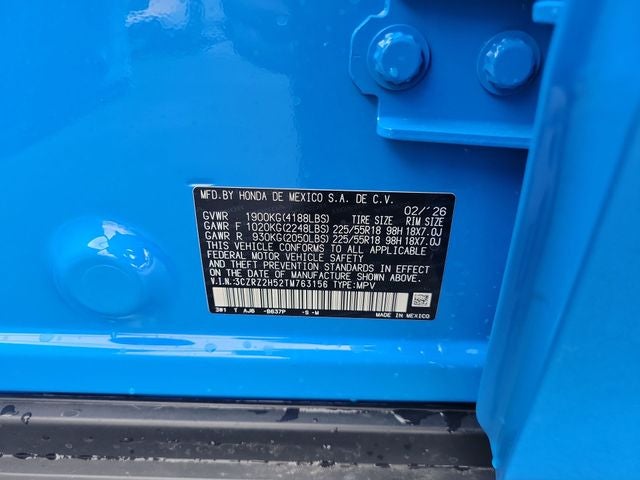 MFD.BY HONDA DE MEXICO S.A. DE C.V.
02/'26
GVWR 1900KG(4188LBS) TIRE SIZE RIM SIZE
GAWR F 1020KG(2248LBS) 225/55R18 98H 18X7.0J
GAWR R 930KG(2050LBS) 225/55R18 98H 18X7.0J
THIS VEHICLE CONFORMS TO ALL APPLICABLE
FEDERAL MOTOR VEHICLE SAFETY
AND THEFT PREVENTION STANDARDS IN EFFECT
ON THE DATE OF MANUFACTURE SHOWN ABOVE.
V.I.N.:3CZRZ2H52TM763156 TYPE:MPV
3W1 T AJ6 -B637P -S -M
MADE IN MEXICO